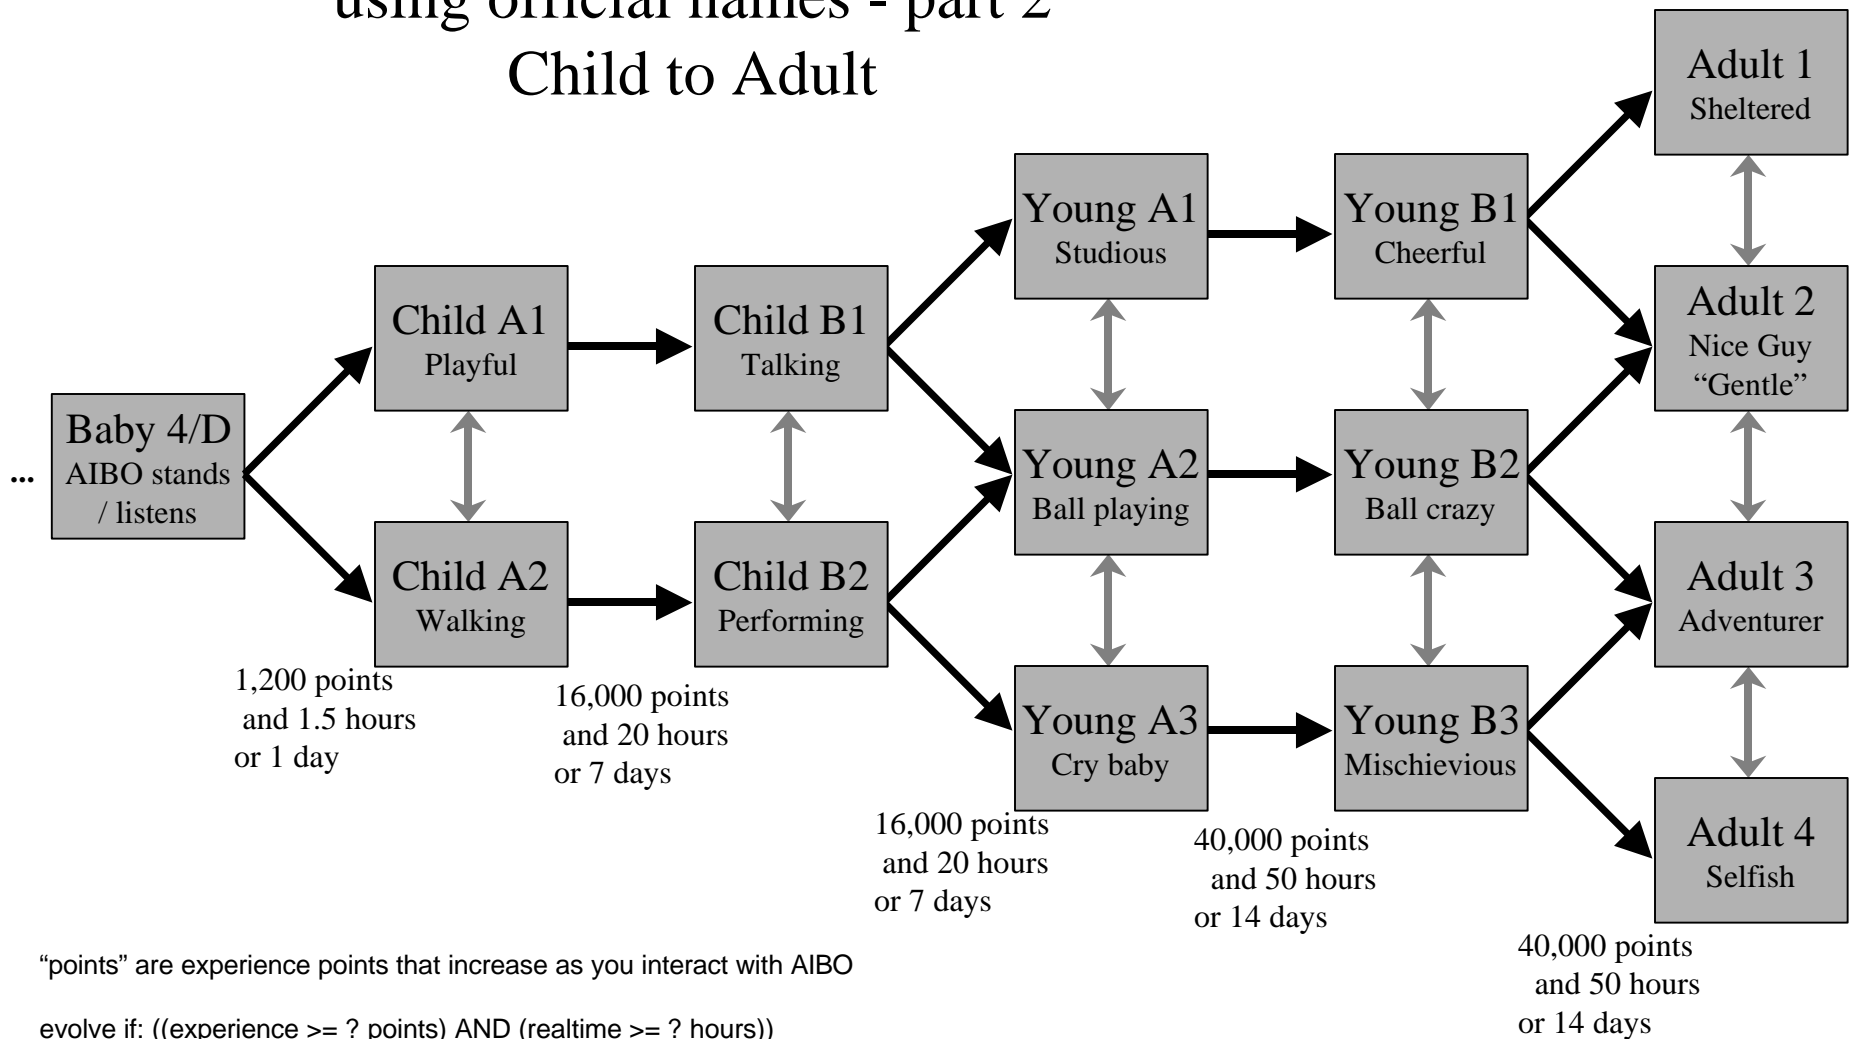 using official names - part 2
Child to Adult
...
Baby 4/D
AIBO stands
/ listens
Child A1
Playful
Child A2
Walking
1,200 points
and 1.5 hours
or 1 day
Child B1
Talking
Child B2
Performing
16,000 points
and 20 hours
or 7 days
Young A1
Studious
Young A2
Ball playing
Young A3
Cry baby
16,000 points
and 20 hours
or 7 days
Young B1
Cheerful
Young B2
Ball crazy
Young B3
Mischievious
40,000 points
and 50 hours
or 14 days
Adult 1
Sheltered
Adult 2
Nice Guy
“Gentle”
Adult 3
Adventurer
Adult 4
Selfish
40,000 points
and 50 hours
or 14 days
“points” are experience points that increase as you interact with AIBO
evolve if: ((experience >= ? points) AND (realtime >= ? hours))